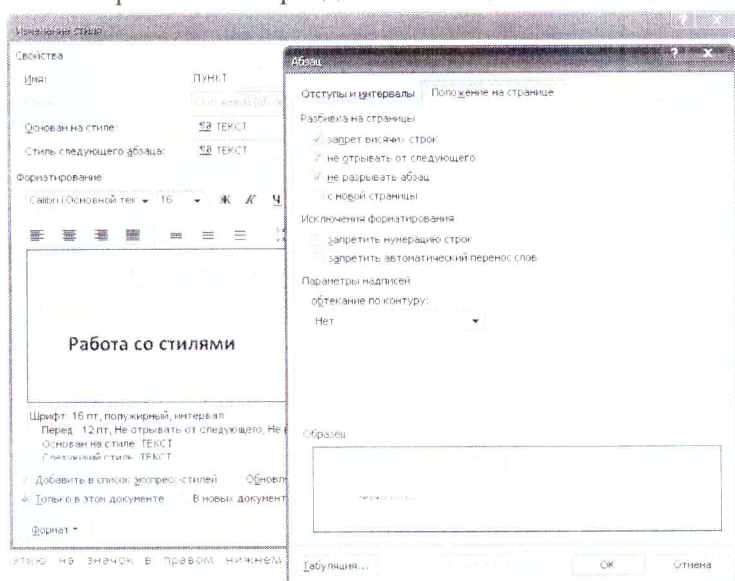 Изменение стиля
Свойства
Имя:
ПУНКТ
Основан на стиле:
¶а ТЕКСТ
Стиль следующего абзаца:
¶а ТЕКСТ
Форматирование
Calibri (Основной тек
16
Ж К Ч
Работа со стилями
Шрифт: 16 пт, полужирный, интервал
Перед: 12 пт, Не отрывать от следующего, Не
Основан на стиле: ТЕКСТ
Следующий стиль: ТЕКСТ
Добавить в список экспресс-стилей
Обновл
Только в этом документе
В новых документ
Формат
на значок в правом нижнем
Абзац
? X
Отступы и интервалы
Положение на странице
Разбивка на страницы
запрет висячих строк
не отрывать от следующего
не разрывать абзац
с новой страницы
Исключения форматирования
запретить нумерацию строк
запретить автоматический перенос слов
Параметры надписей
обтекание по контуру:
Нет
Образец
Табуляция...
ОК
Отмена